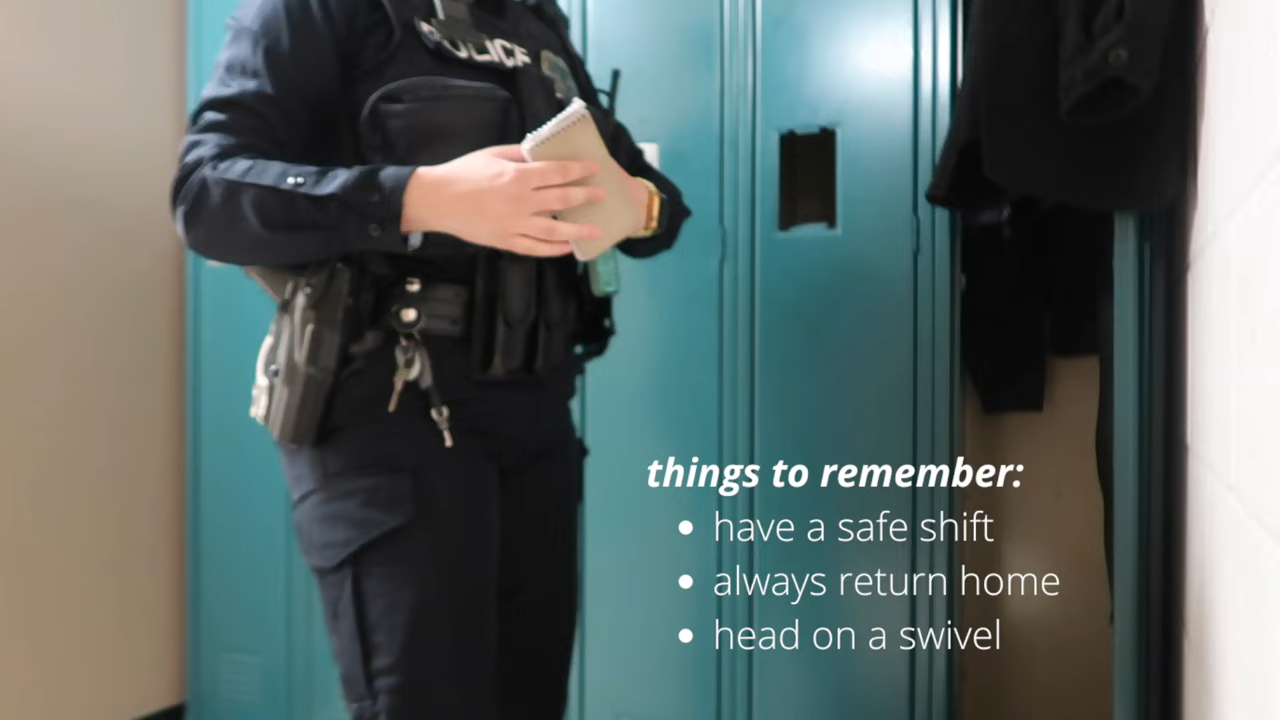 POLICE
things to remember:
• have a safe shift
• always return home
• head on a swivel